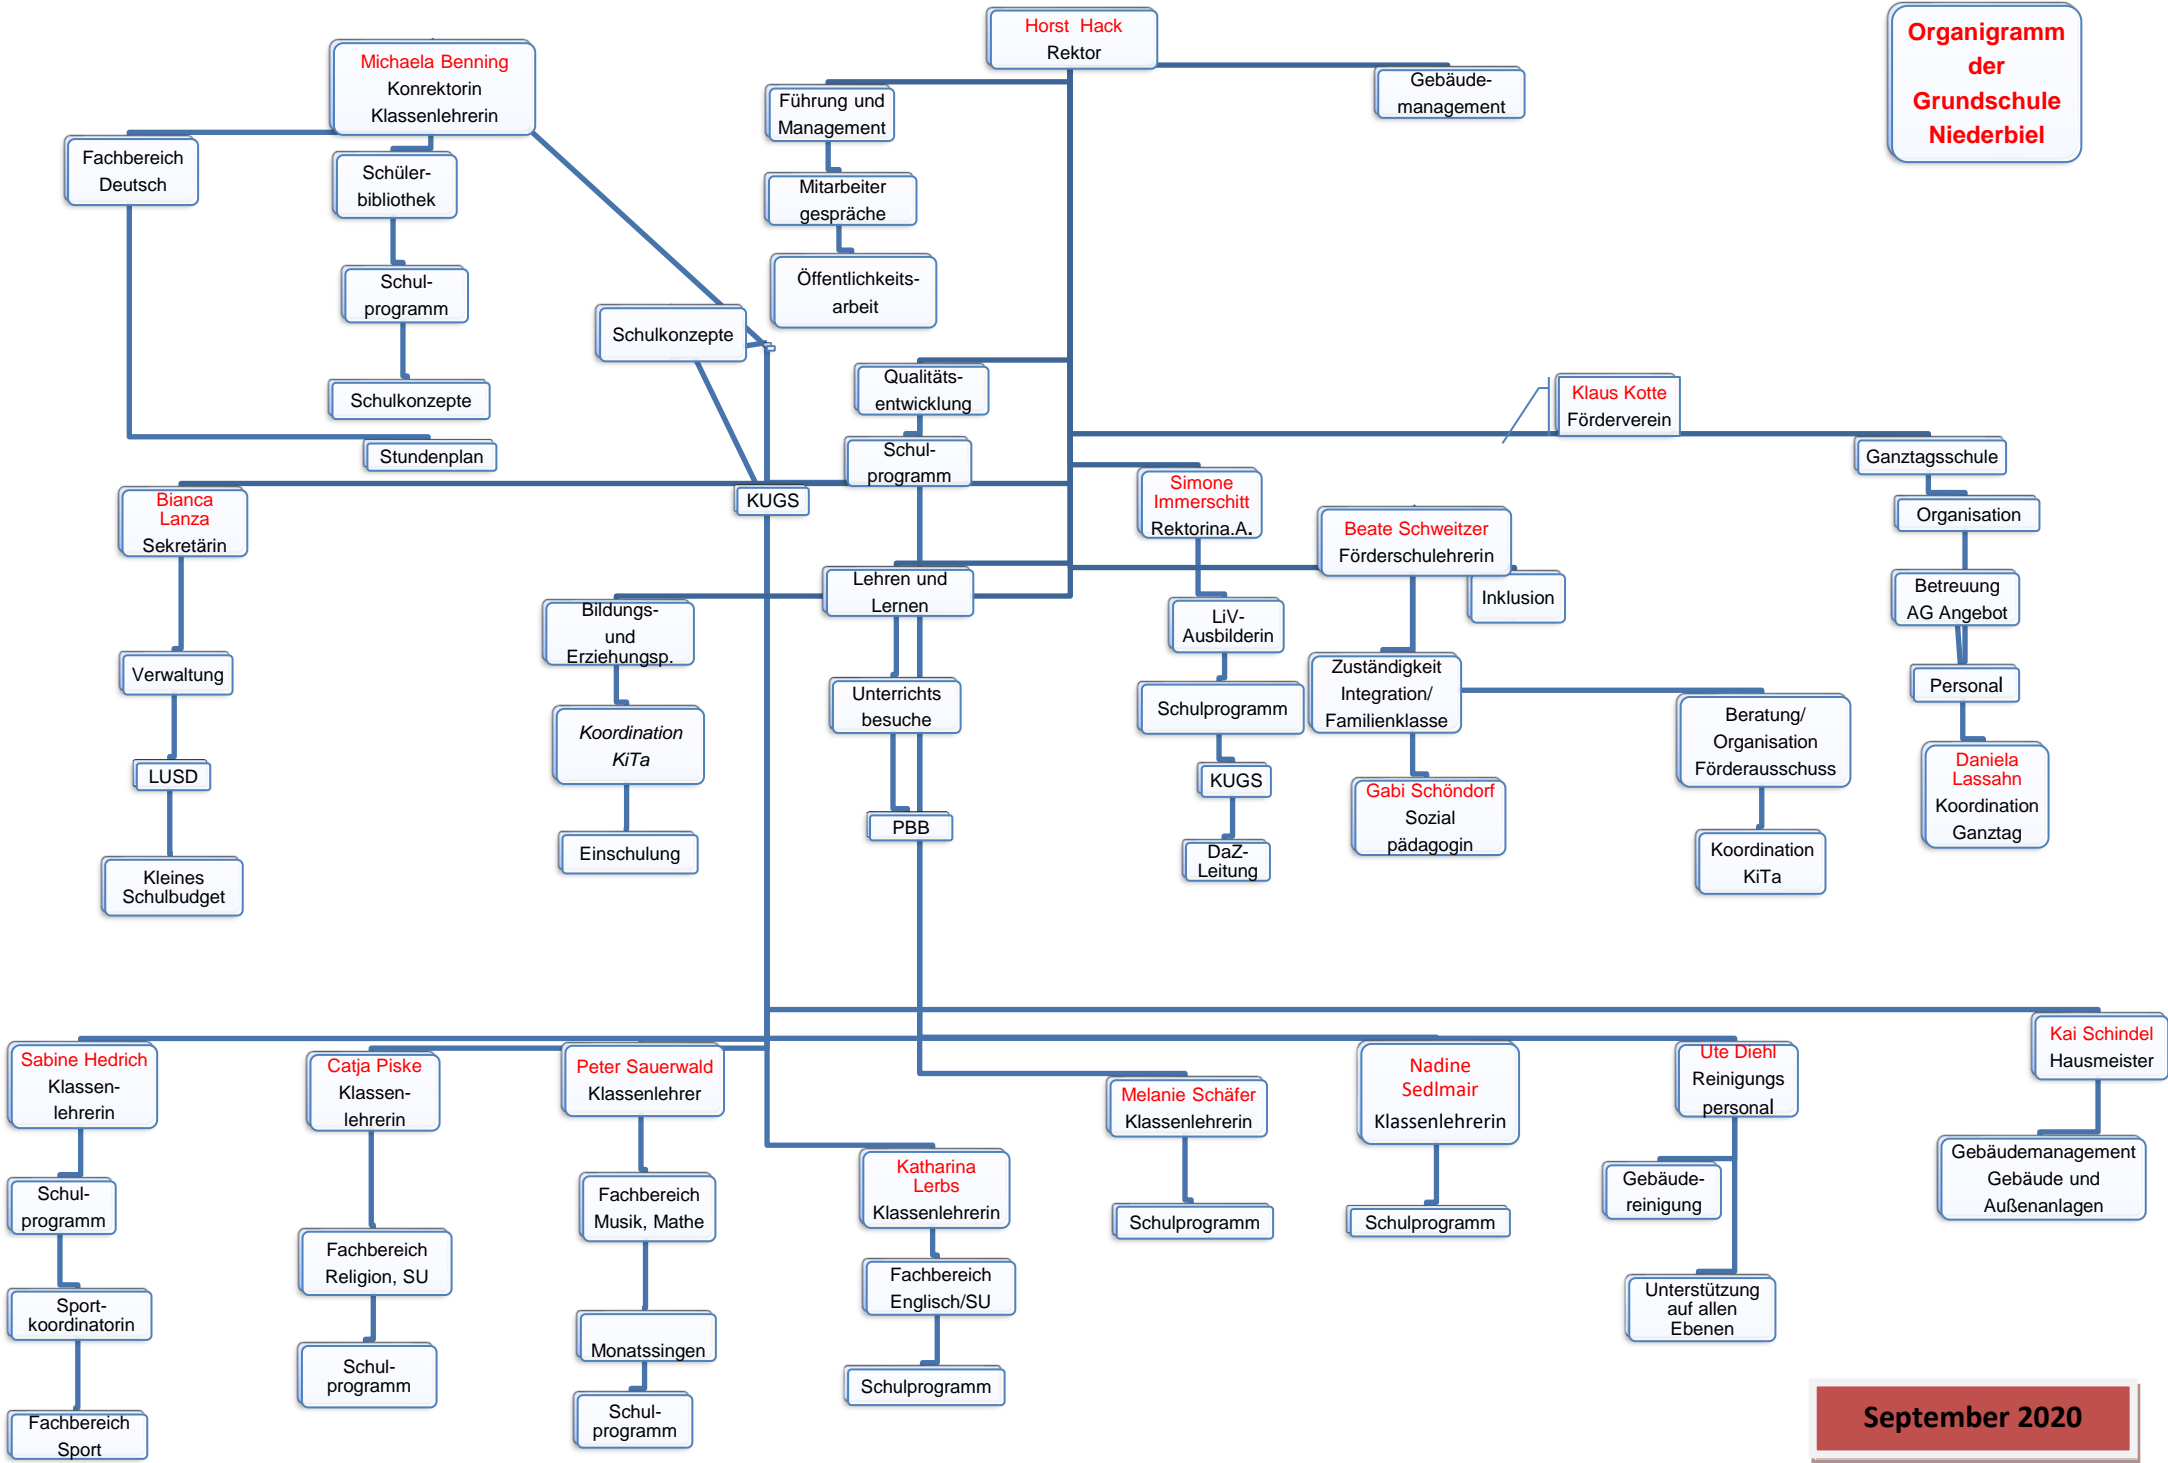 Horst Hack
Rektor
Organigramm
der
Grundschule
Niederbiel
Michaela Benning
Konrektorin
Klassenlehrerin
Gebäude-
management
Führung und
Management
Fachbereich
Deutsch
Schüler-
bibliothek
Mitarbeiter
gespräche
Schul-
programm
Öffentlichkeits-
arbeit
Schulkonzepte
Schulkonzepte
Qualitäts-
entwicklung
Klaus Kotte
Förderverein
Stundenplan
Schul-
programm
Ganztagsschule
Bianca
Lanza
Sekretärin
KUGS
Simone
Immerschitt
Rektorina.A.
Beate Schweitzer
Förderschulehrerin
Organisation
Lehren und
Lernen
Inklusion
Betreuung
AG Angebot
Bildungs-
und
Erziehungsp.
LiV-
Ausbilderin
Verwaltung
Unterrichts
besuche
Schulprogramm
Zuständigkeit
Integration/
Familienklasse
Personal
Koordination
KiTa
Beratung/
Organisation
Förderausschuss
LUSD
KUGS
Gabi Schöndorf
Sozial
pädagogin
Daniela
Lassahn
Koordination
Ganztag
PBB
Einschulung
DaZ-
Leitung
Koordination
KiTa
Kleines
Schulbudget
Sabine Hedrich
Klassen-
lehrerin
Catja Piske
Klassen-
lehrerin
Peter Sauerwald
Klassenlehrer
Melanie Schäfer
Klassenlehrerin
Nadine
Sedlmair
Klassenlehrerin
Ute Diehl
Reinigungs
personal
Kai Schindel
Hausmeister
Katharina
Lerbs
Klassenlehrerin
Gebäudemanagement
Gebäude und
Außenanlagen
Schul-
programm
Fachbereich
Musik, Mathe
Schulprogramm
Schulprogramm
Gebäude-
reinigung
Fachbereich
Religion, SU
Fachbereich
Englisch/SU
Sport-
koordinatorin
Monatssingen
Unterstützung
auf allen
Ebenen
Schul-
programm
Schulprogramm
Schul-
programm
Fachbereich
Sport
September 2020